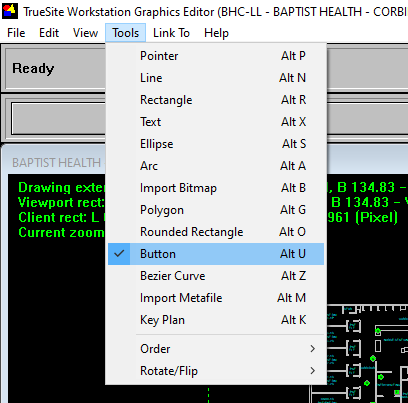 TrueSite Workstation Graphics Editor (BHC-LL - BAPTIST HEALTH - CORBI
File Edit View Tools Link To Help
Ready
Pointer Alt P
Line Alt N
Rectangle Alt R
Text Alt X
Ellipse Alt S
Arc Alt A
Import Bitmap Alt B
Polygon Alt G
Rounded Rectangle Alt O
Button Alt U
Bezier Curve Alt Z
Import Metafile Alt M
Key Plan Alt K
Order
Rotate/Flip
BAPTIST HEALTH
Drawing exte , B 134.83 -
Viewport rect: B 134.83 - Y
Client rect: L 961 (Pixel)
Current zoom